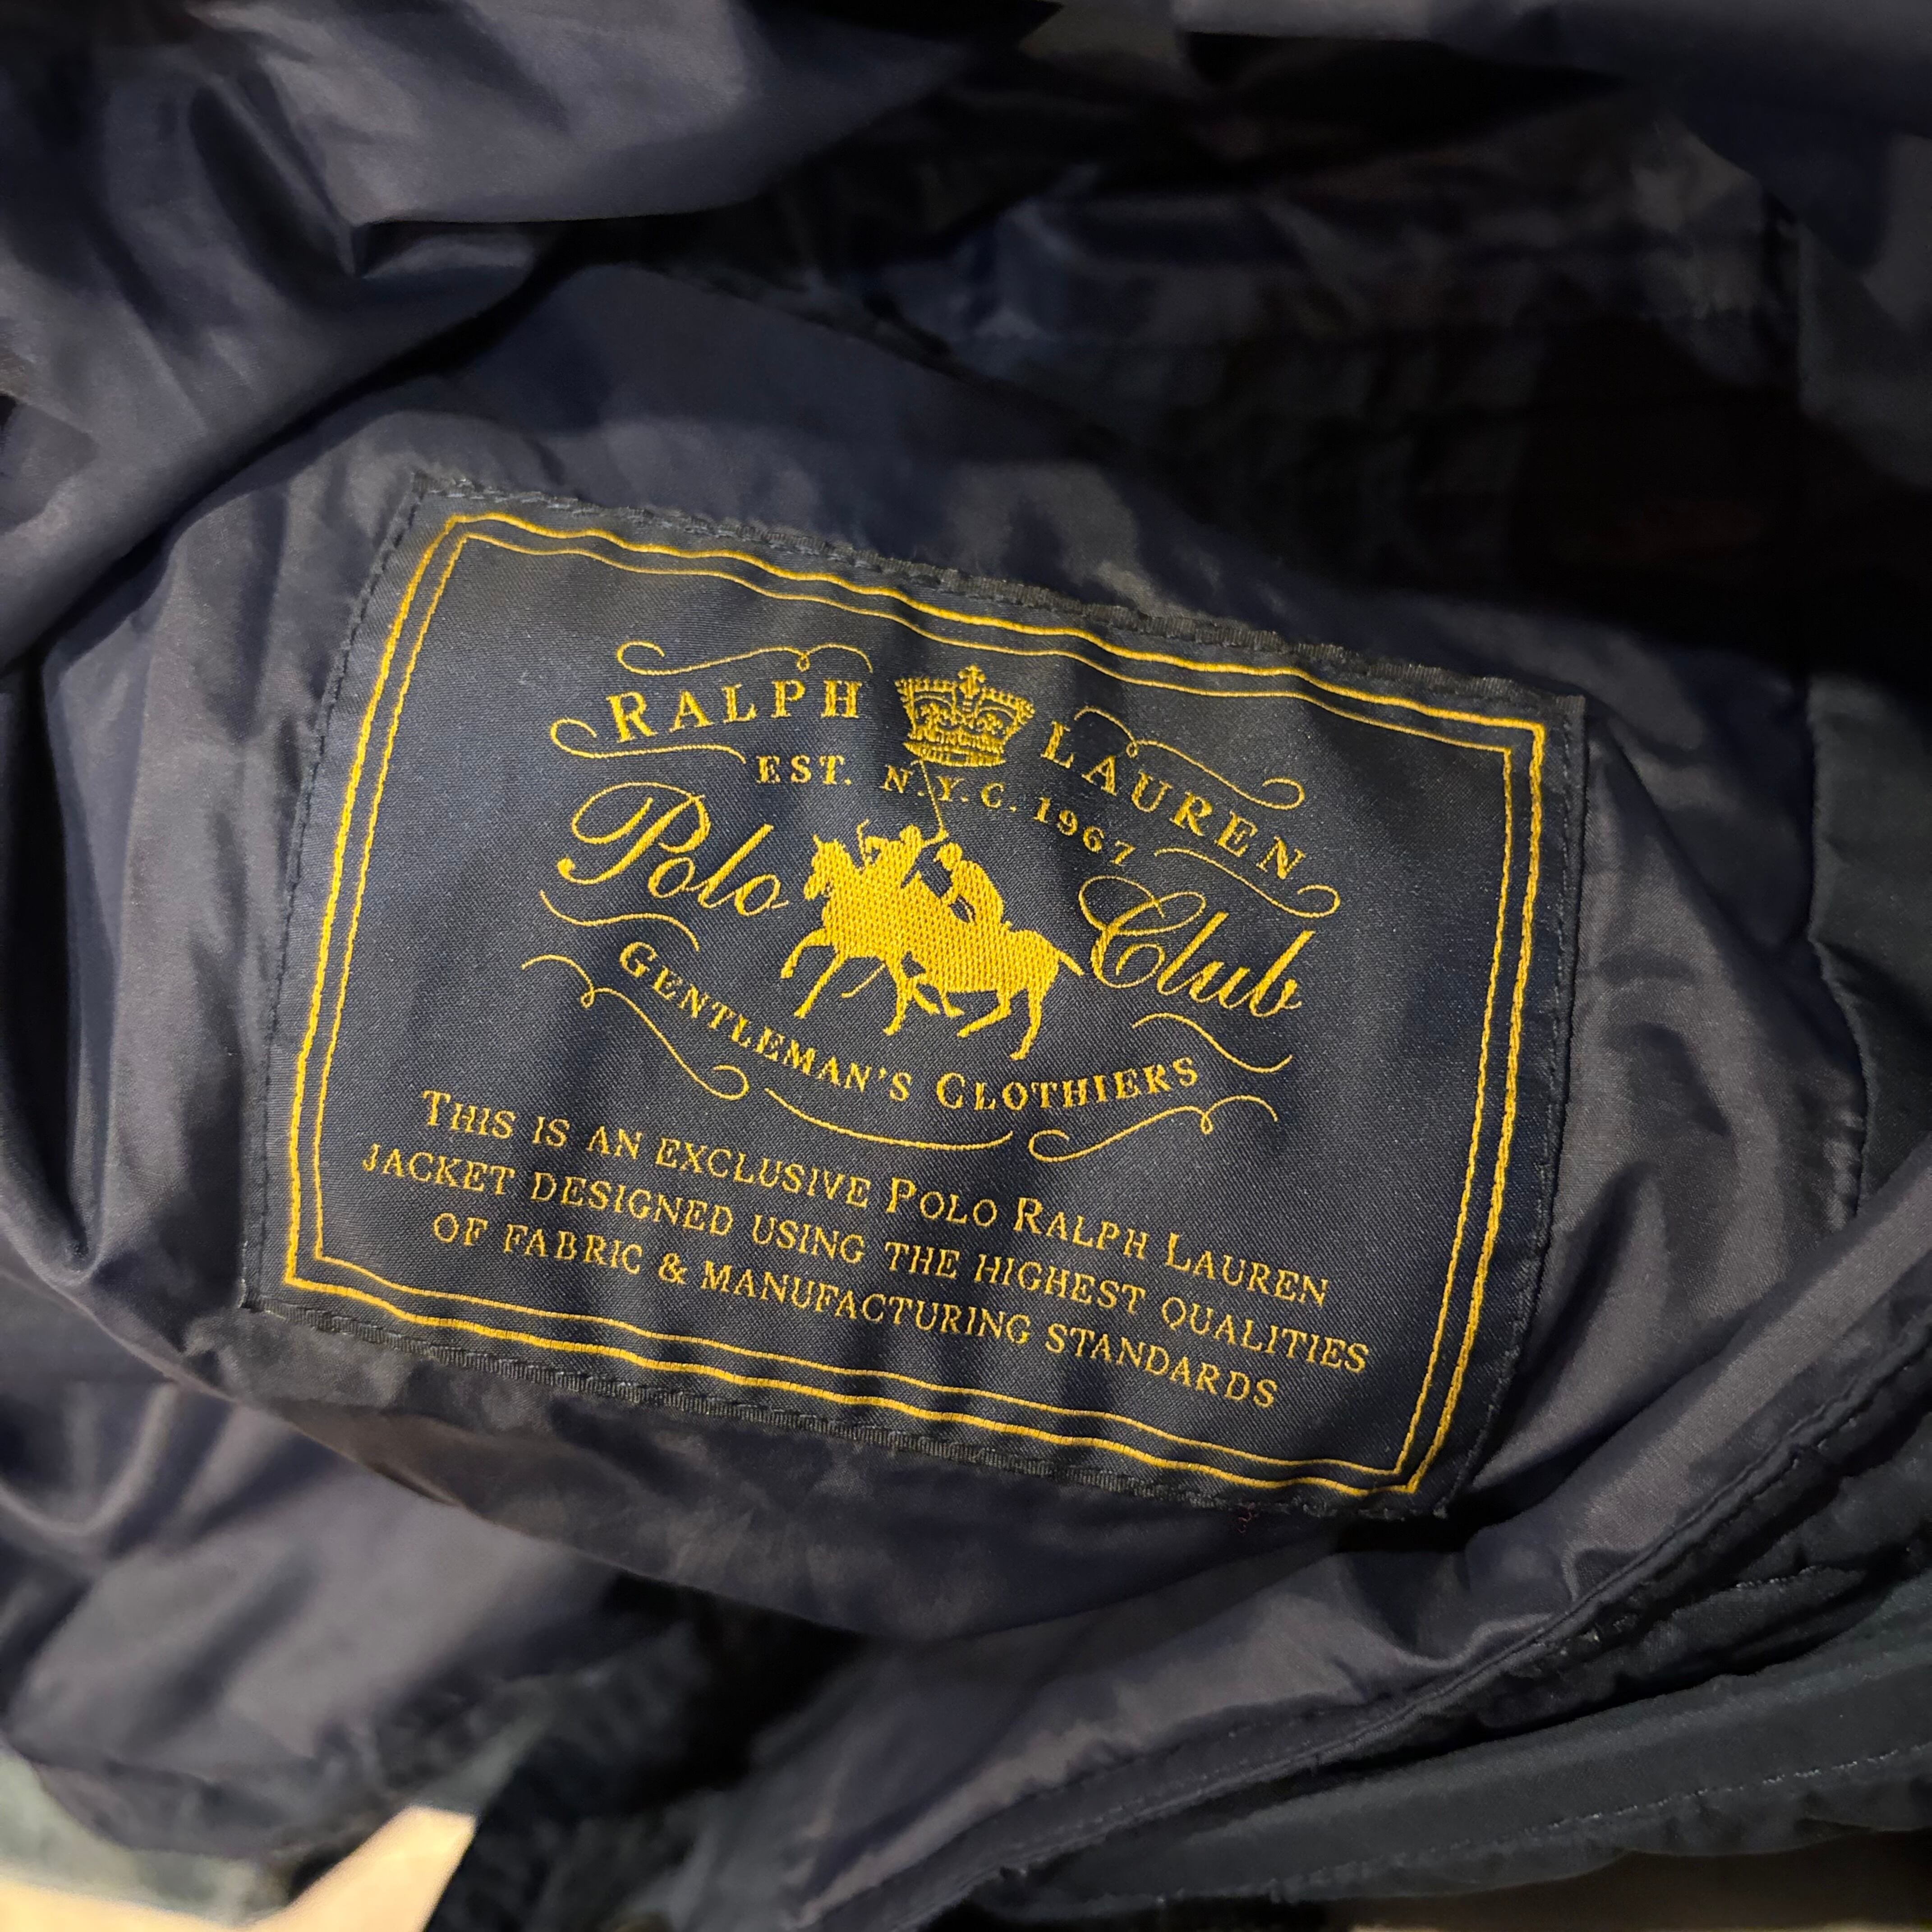 RALPH LAUREN
EST. N.Y.C. 1967
Polo Club
GENTLEMAN'S CLOTHIERS
THIS IS AN EXCLUSIVE POLO RALPH LAUREN
JACKET DESIGNED USING THE HIGHEST QUALITIES
OF FABRIC & MANUFACTURING STANDARDS